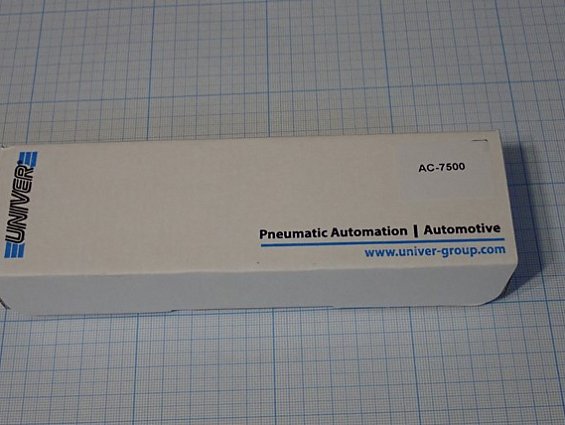 UNIVER
AC-7500
Pneumatic Automation | Automotive
www.univer-group.com